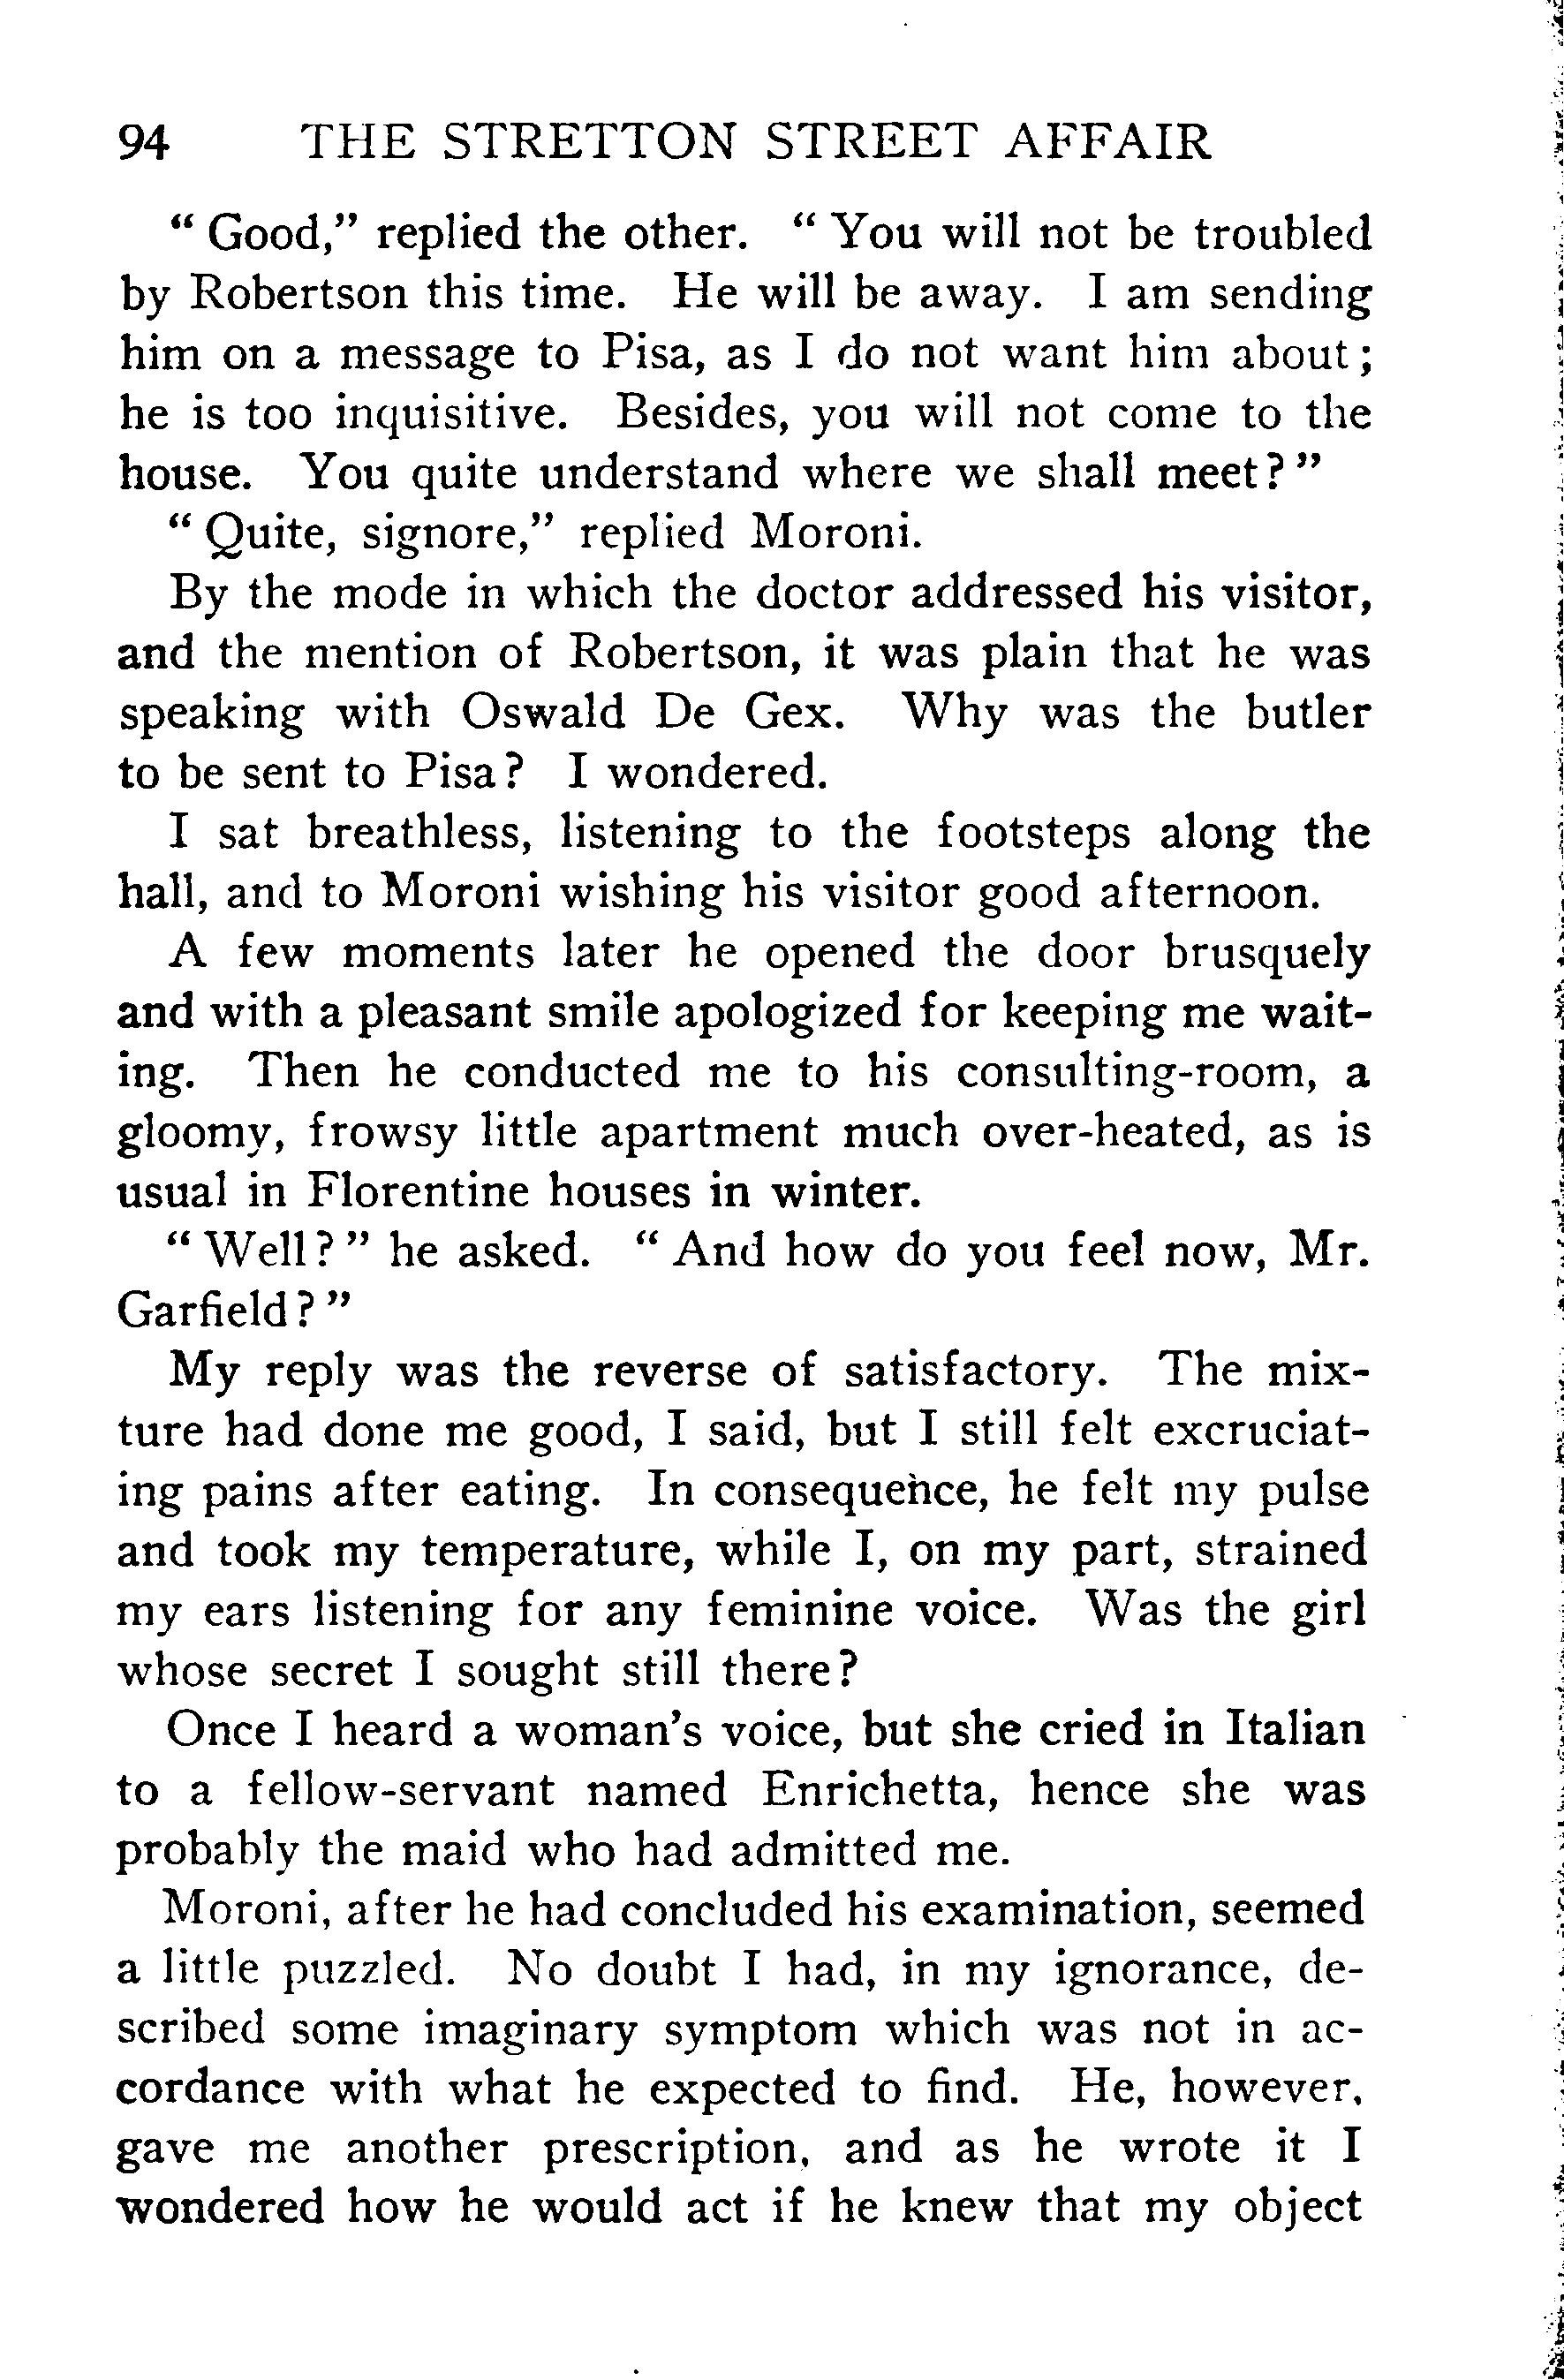 94 THE STRETTON STREET AFFAIR
“ Good,” replied the other. “ You will not be troubled
by Robertson this time. He will be away. I am sending
him on a message to Pisa, as I do not want him about ;
he is too inquisitive. Besides, you will not come to the
house. You quite understand where we shall meet ? ”
“ Quite, signore,” replied Moroni.
By the mode in which the doctor addressed his visitor,
and the mention of Robertson, it was plain that he was
speaking with Oswald De Gex. Why was the butler
to be sent to Pisa ? I wondered.
I sat breathless, listening to the footsteps along the
hall, and to Moroni wishing his visitor good afternoon.
A few moments later he opened the door brusquely
and with a pleasant smile apologized for keeping me wait-
ing. Then he conducted me to his consulting-room, a
gloomy, frowsy little apartment much over-heated, as is
usual in Florentine houses in winter.
“ Well ? ” he asked. “ And how do you feel now, Mr.
Garfield ? ”
My reply was the reverse of satisfactory. The mix-
ture had done me good, I said, but I still felt excruciat-
ing pains after eating. In consequence, he felt my pulse
and took my temperature, while I, on my part, strained
my ears listening for any feminine voice. Was the girl
whose secret I sought still there ?
Once I heard a woman’s voice, but she cried in Italian
to a fellow-servant named Enrichetta, hence she was
probably the maid who had admitted me.
Moroni, after he had concluded his examination, seemed
a little puzzled. No doubt I had, in my ignorance, de-
scribed some imaginary symptom which was not in ac-
cordance with what he expected to find. He, however,
gave me another prescription, and as he wrote it I
wondered how he would act if he knew that my object